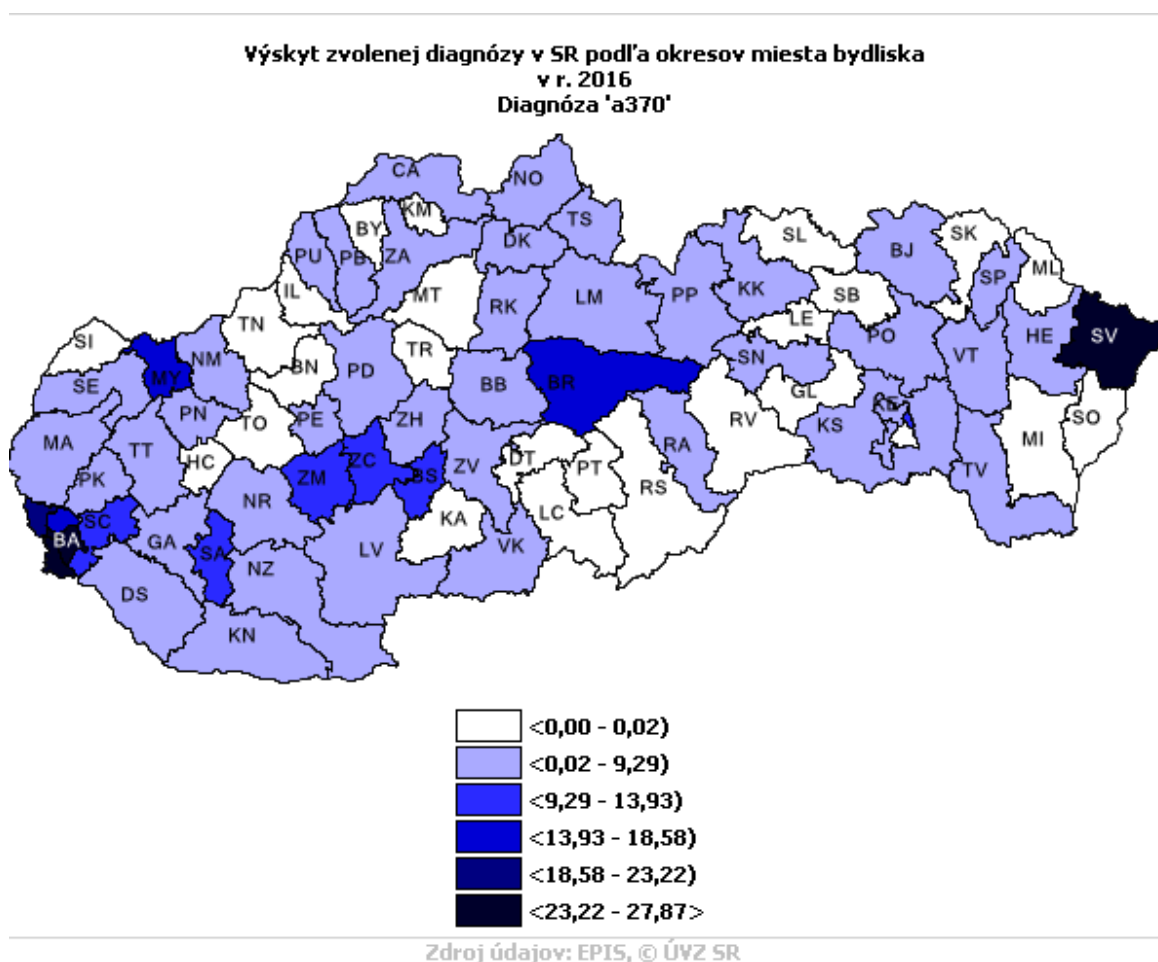 Výskyt zvolenej diagnózy v SR podľa okresov miesta bydliska
v r. 2016
Diagnóza 'a370'
CA
NO
KM
TS
BY
SL
SK
DK
PU
PB
ZA
BJ
ML
SP
IL
MT
RK
LM
PP
KK
SB
TN
LE
SI
PO
HE
SV
TR
NM
BN
SN
VT
MY
PD
BB
BR
SE
GL
KE
PN
TO
PE
ZH
RV
SO
MA
KS
MI
TT
HC
ZC
ZV
DT
PT
RA
TV
PK
ZM
BS
RS
NR
SC
KA
LC
BA
GA
SA
LV
VK
NZ
DS
KN
<0,00 - 0,02)
<0,02 - 9,29)
<9,29 - 13,93)
<13,93 - 18,58)
<18,58 - 23,22)
<23,22 - 27,87>
Zdroj údajov: EPIS, © ÚVZ SR